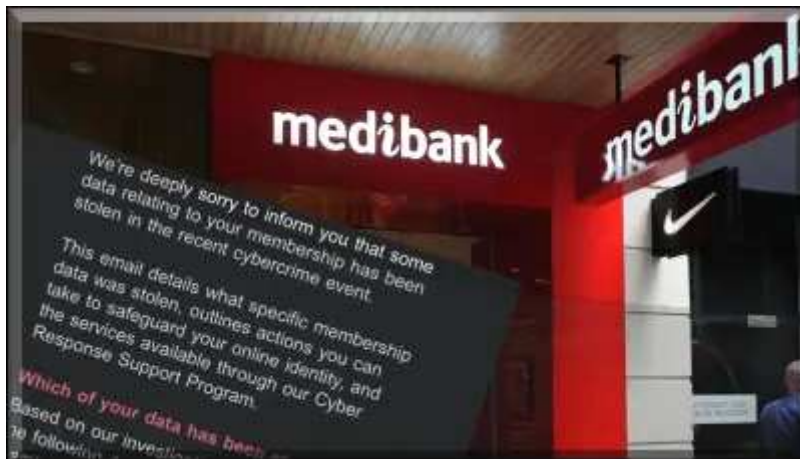 medibank
medibank
We're deeply sorry to inform you that some
data relating to your membership has been
stolen in the recent cybercrime event.
This email details what specific membership
data was stolen, outlines actions you can
take to safeguard your online identity, and
the services available through our Cyber
Response Support Program.
Which of your data has been
Based on our
following